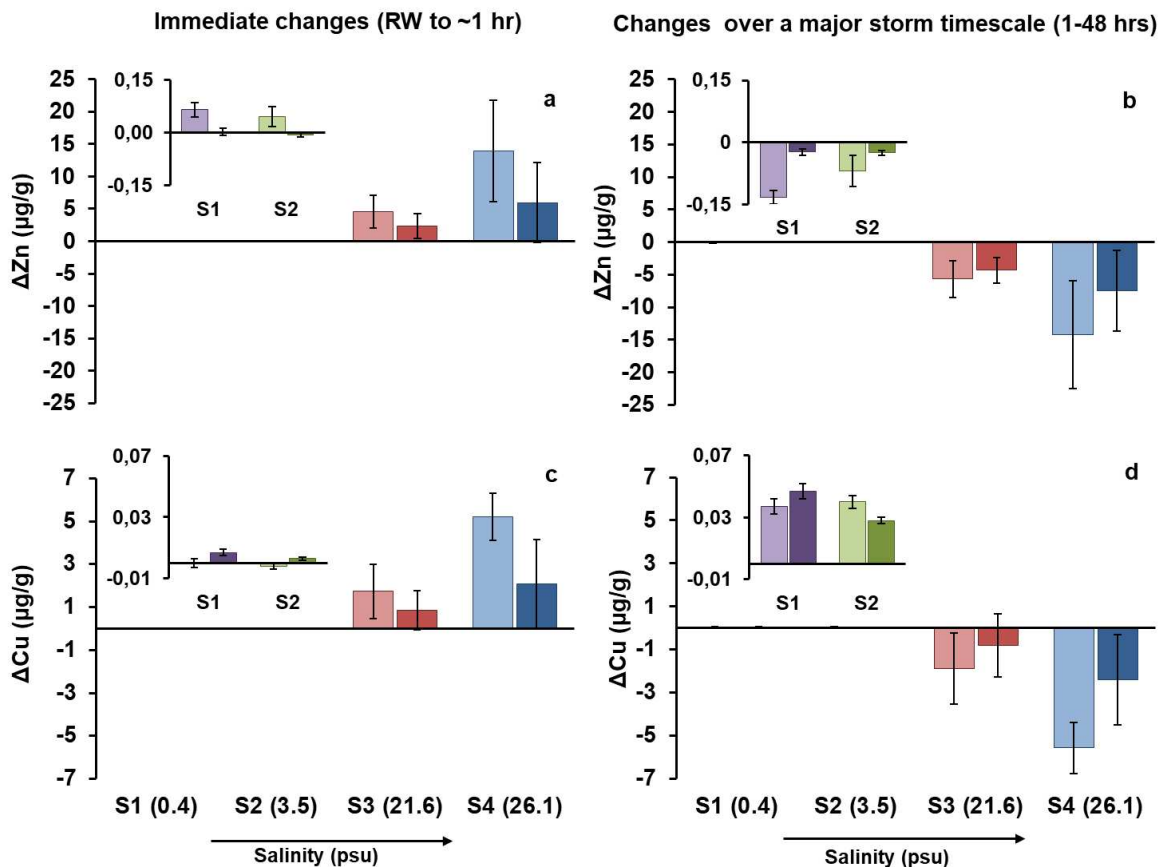 Immediate changes (RW to ~1 hr)
Changes over a major storm timescale (1-48 hrs)
a
ΔZn (µg/g)
25
20
15
10
5
0
-5
-10
-15
-20
-25
0,15
0,00
-0,15
S1 S2
b
ΔZn (µg/g)
25
20
15
10
5
0
-5
-10
-15
-20
-25
0,15
0
-0,15
S1 S2
c
ΔCu (µg/g)
7
5
3
1
-1
-3
-5
-7
0,07
0,03
-0,01
S1 S2
d
ΔCu (µg/g)
7
5
3
1
-1
-3
-5
-7
0,07
0,03
-0,01
S1 S2
S1 (0.4) S2 (3.5) S3 (21.6) S4 (26.1)
Salinity (psu)
S1 (0.4) S2 (3.5) S3 (21.6) S4 (26.1)
Salinity (psu)